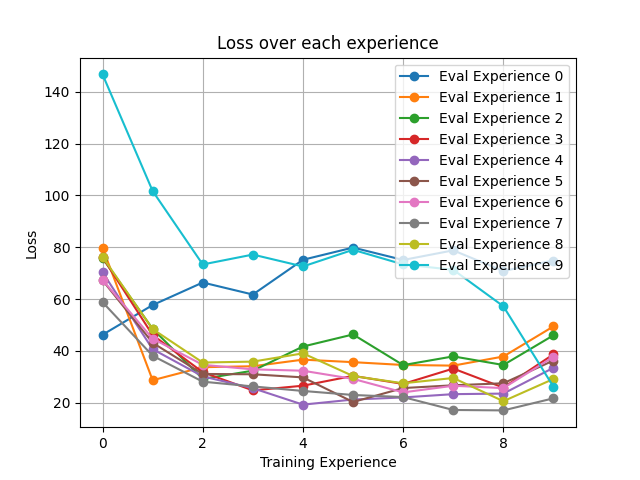 Loss over each experience
Loss
140
120
100
80
60
40
20
Eval Experience 0
Eval Experience 1
Eval Experience 2
Eval Experience 3
Eval Experience 4
Eval Experience 5
Eval Experience 6
Eval Experience 7
Eval Experience 8
Eval Experience 9
0 2 4 6 8
Training Experience